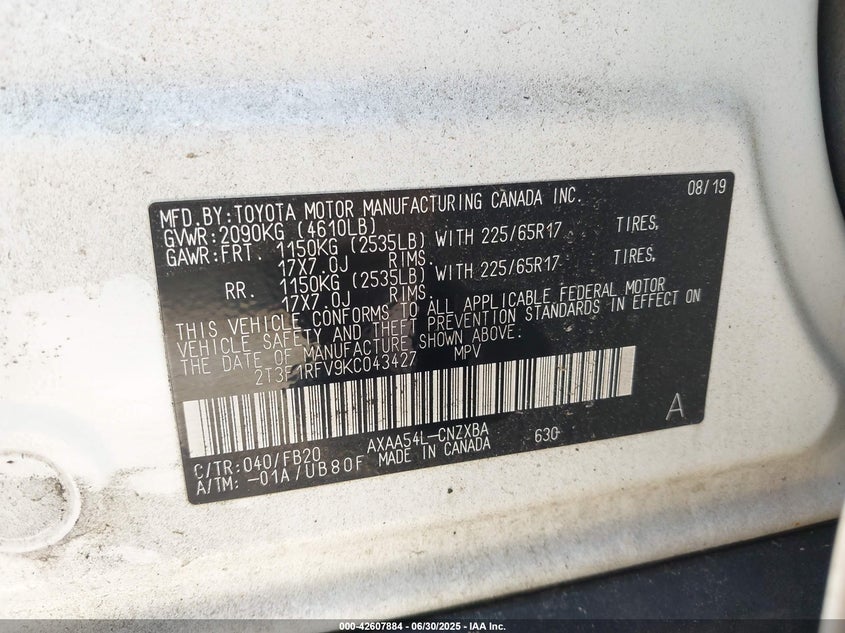 08/19
MFD.BY:TOYOTA MOTOR MANUFACTURING CANADA INC.
GVWR:2090KG (4610LB)
GAWR:FRT. 1150KG (2535LB) WITH 225/65R17 TIRES,
17X7.0J RIMS.
RR. 1150KG (2535LB) WITH 225/65R17 TIRES,
17X7.0J RIMS.
THIS VEHICLE CONFORMS TO ALL APPLICABLE FEDERAL MOTOR
VEHICLE SAFETY AND THEFT PREVENTION STANDARDS IN EFFECT ON
THE DATE OF MANUFACTURE SHOWN ABOVE.
2T3F1RFV9KC043427 MPV
A
C/TR:040/FB20 AXAA54L-CNZXBA 630
A/TM: -01A/UB80F MADE IN CANADA
000-42607884 / 06/30/2025 - IAA Inc.